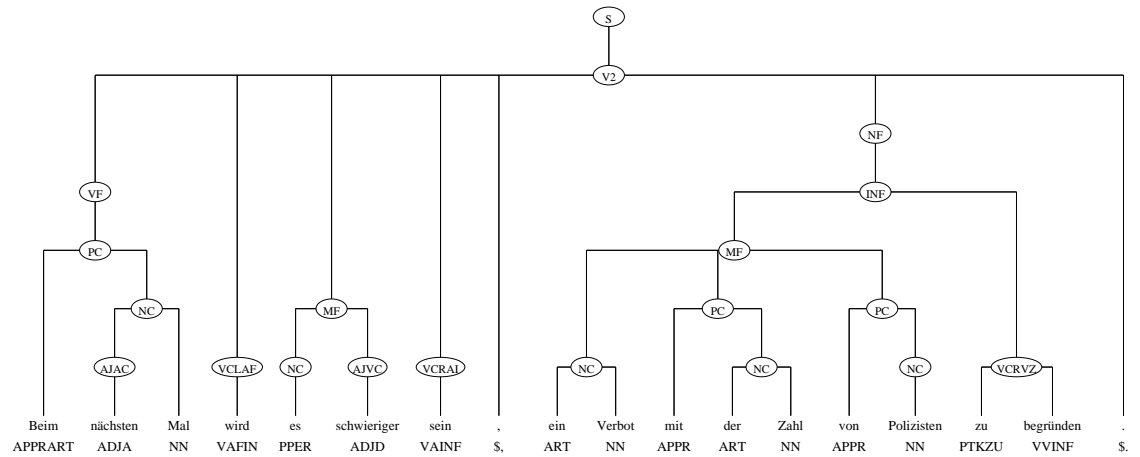 S
V2
NF
VF INF
PC MF
NC MF PC PC
AJAC VCLAF NC AJVC VCRAI NC NC NC VCRVZ
Beim nächsten Mal wird es schwieriger sein , ein Verbot mit der Zahl von Polizisten zu begründen .
APPRART ADJA NN VAFIN PPER ADJD VAINF $, ART NN APPR ART NN APPR NN PTKZU VVINF $.